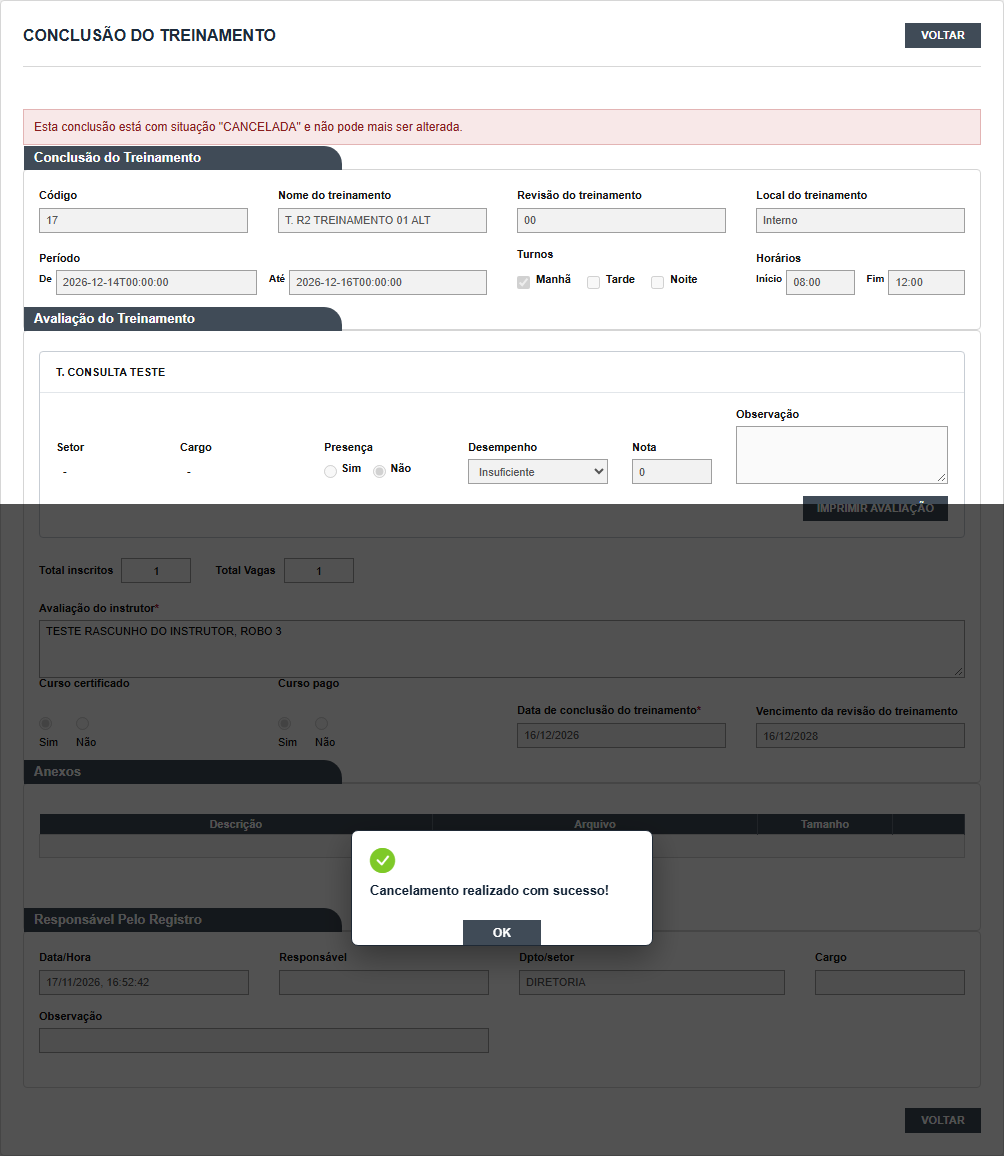 CONCLUSÃO DO TREINAMENTO
VOLTAR
Esta conclusão está com situação "CANCELADA" e não pode mais ser alterada.
Conclusão do Treinamento
Código Nome do treinamento Revisão do treinamento Local do treinamento
17 T. R2 TREINAMENTO 01 ALT 00 Interno
Período Turnos Horários
De 2026-12-14T00:00:00 Até 2026-12-16T00:00:00 Manhã Tarde Noite Início 08:00 Fim 12:00
Avaliação do Treinamento
T. CONSULTA TESTE
Observação
Setor Cargo Presença Desempenho Nota
- - Sim Não Insuficiente 0
IMPRIMIR AVALIAÇÃO
Total inscritos 1 Total Vagas 1
Avaliação do instrutor*
TESTE RASCUNHO DO INSTRUTOR, ROBO 3
Curso certificado Curso pago
Data de conclusão do treinamento* Vencimento da revisão do treinamento
16/12/2026 16/12/2028
Sim Não Sim Não
Anexos
Descrição Arquivo Tamanho
Cancelamento realizado com sucesso!
OK
Responsável Pelo Registro
Data/Hora Responsável Dpto/setor Cargo
17/11/2026, 16:52:42 DIRETORIA
Observação
VOLTAR